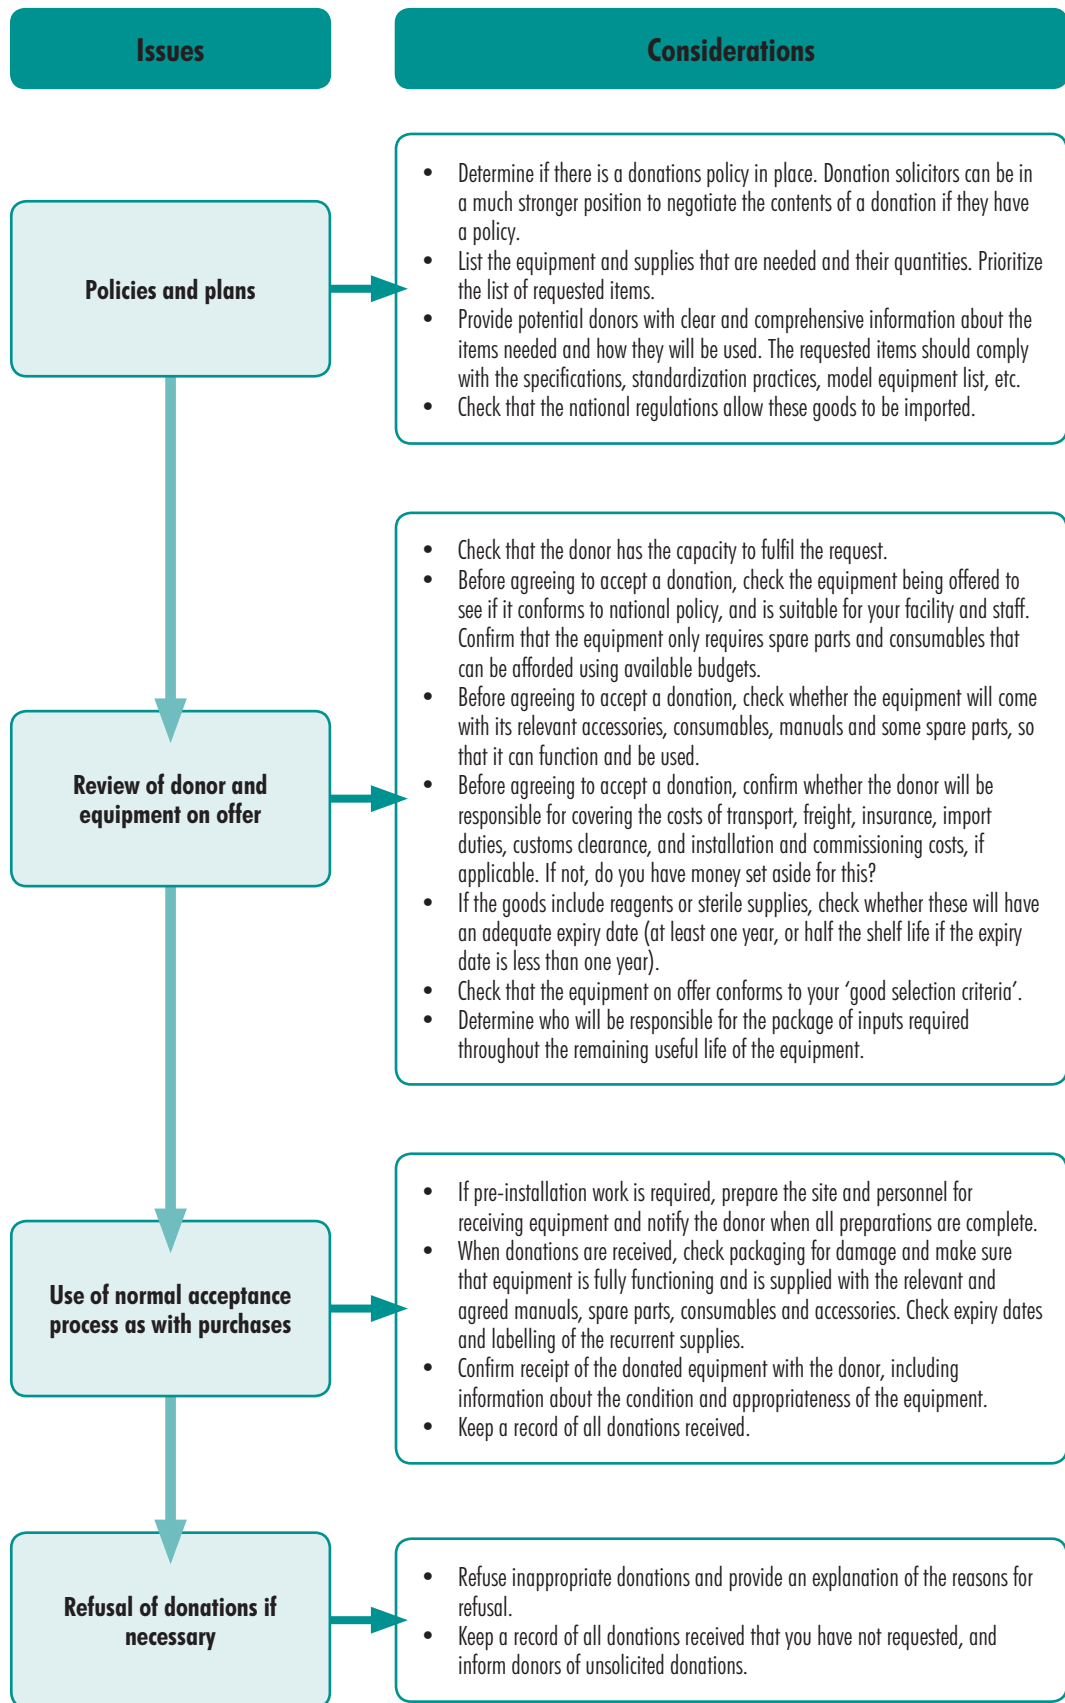 Issues
Considerations
Policies and plans
• Determine if there is a donations policy in place. Donation solicitors can be in
a much stronger position to negotiate the contents of a donation if they have
a policy.
• List the equipment and supplies that are needed and their quantities. Prioritize
the list of requested items.
• Provide potential donors with clear and comprehensive information about the
items needed and how they will be used. The requested items should comply
with the specifications, standardization practices, model equipment list, etc.
• Check that the national regulations allow these goods to be imported.
Review of donor and
equipment on offer
• Check that the donor has the capacity to fulfil the request.
• Before agreeing to accept a donation, check the equipment being offered to
see if it conforms to national policy, and is suitable for your facility and staff.
Confirm that the equipment only requires spare parts and consumables that
can be afforded using available budgets.
• Before agreeing to accept a donation, check whether the equipment will come
with its relevant accessories, consumables, manuals and some spare parts, so
that it can function and be used.
• Before agreeing to accept a donation, confirm whether the donor will be
responsible for covering the costs of transport, freight, insurance, import
duties, customs clearance, and installation and commissioning costs, if
applicable. If not, do you have money set aside for this?
• If the goods include reagents or sterile supplies, check whether these will have
an adequate expiry date (at least one year, or half the shelf life if the expiry
date is less than one year).
• Check that the equipment on offer conforms to your ‘good selection criteria’.
• Determine who will be responsible for the package of inputs required
throughout the remaining useful life of the equipment.
Use of normal acceptance
process as with purchases
• If pre-installation work is required, prepare the site and personnel for
receiving equipment and notify the donor when all preparations are complete.
• When donations are received, check packaging for damage and make sure
that equipment is fully functioning and is supplied with the relevant and
agreed manuals, spare parts, consumables and accessories. Check expiry dates
and labelling of the recurrent supplies.
• Confirm receipt of the donated equipment with the donor, including
information about the condition and appropriateness of the equipment.
• Keep a record of all donations received.
Refusal of donations if
necessary
• Refuse inappropriate donations and provide an explanation of the reasons for
refusal.
• Keep a record of all donations received that you have not requested, and
inform donors of unsolicited donations.